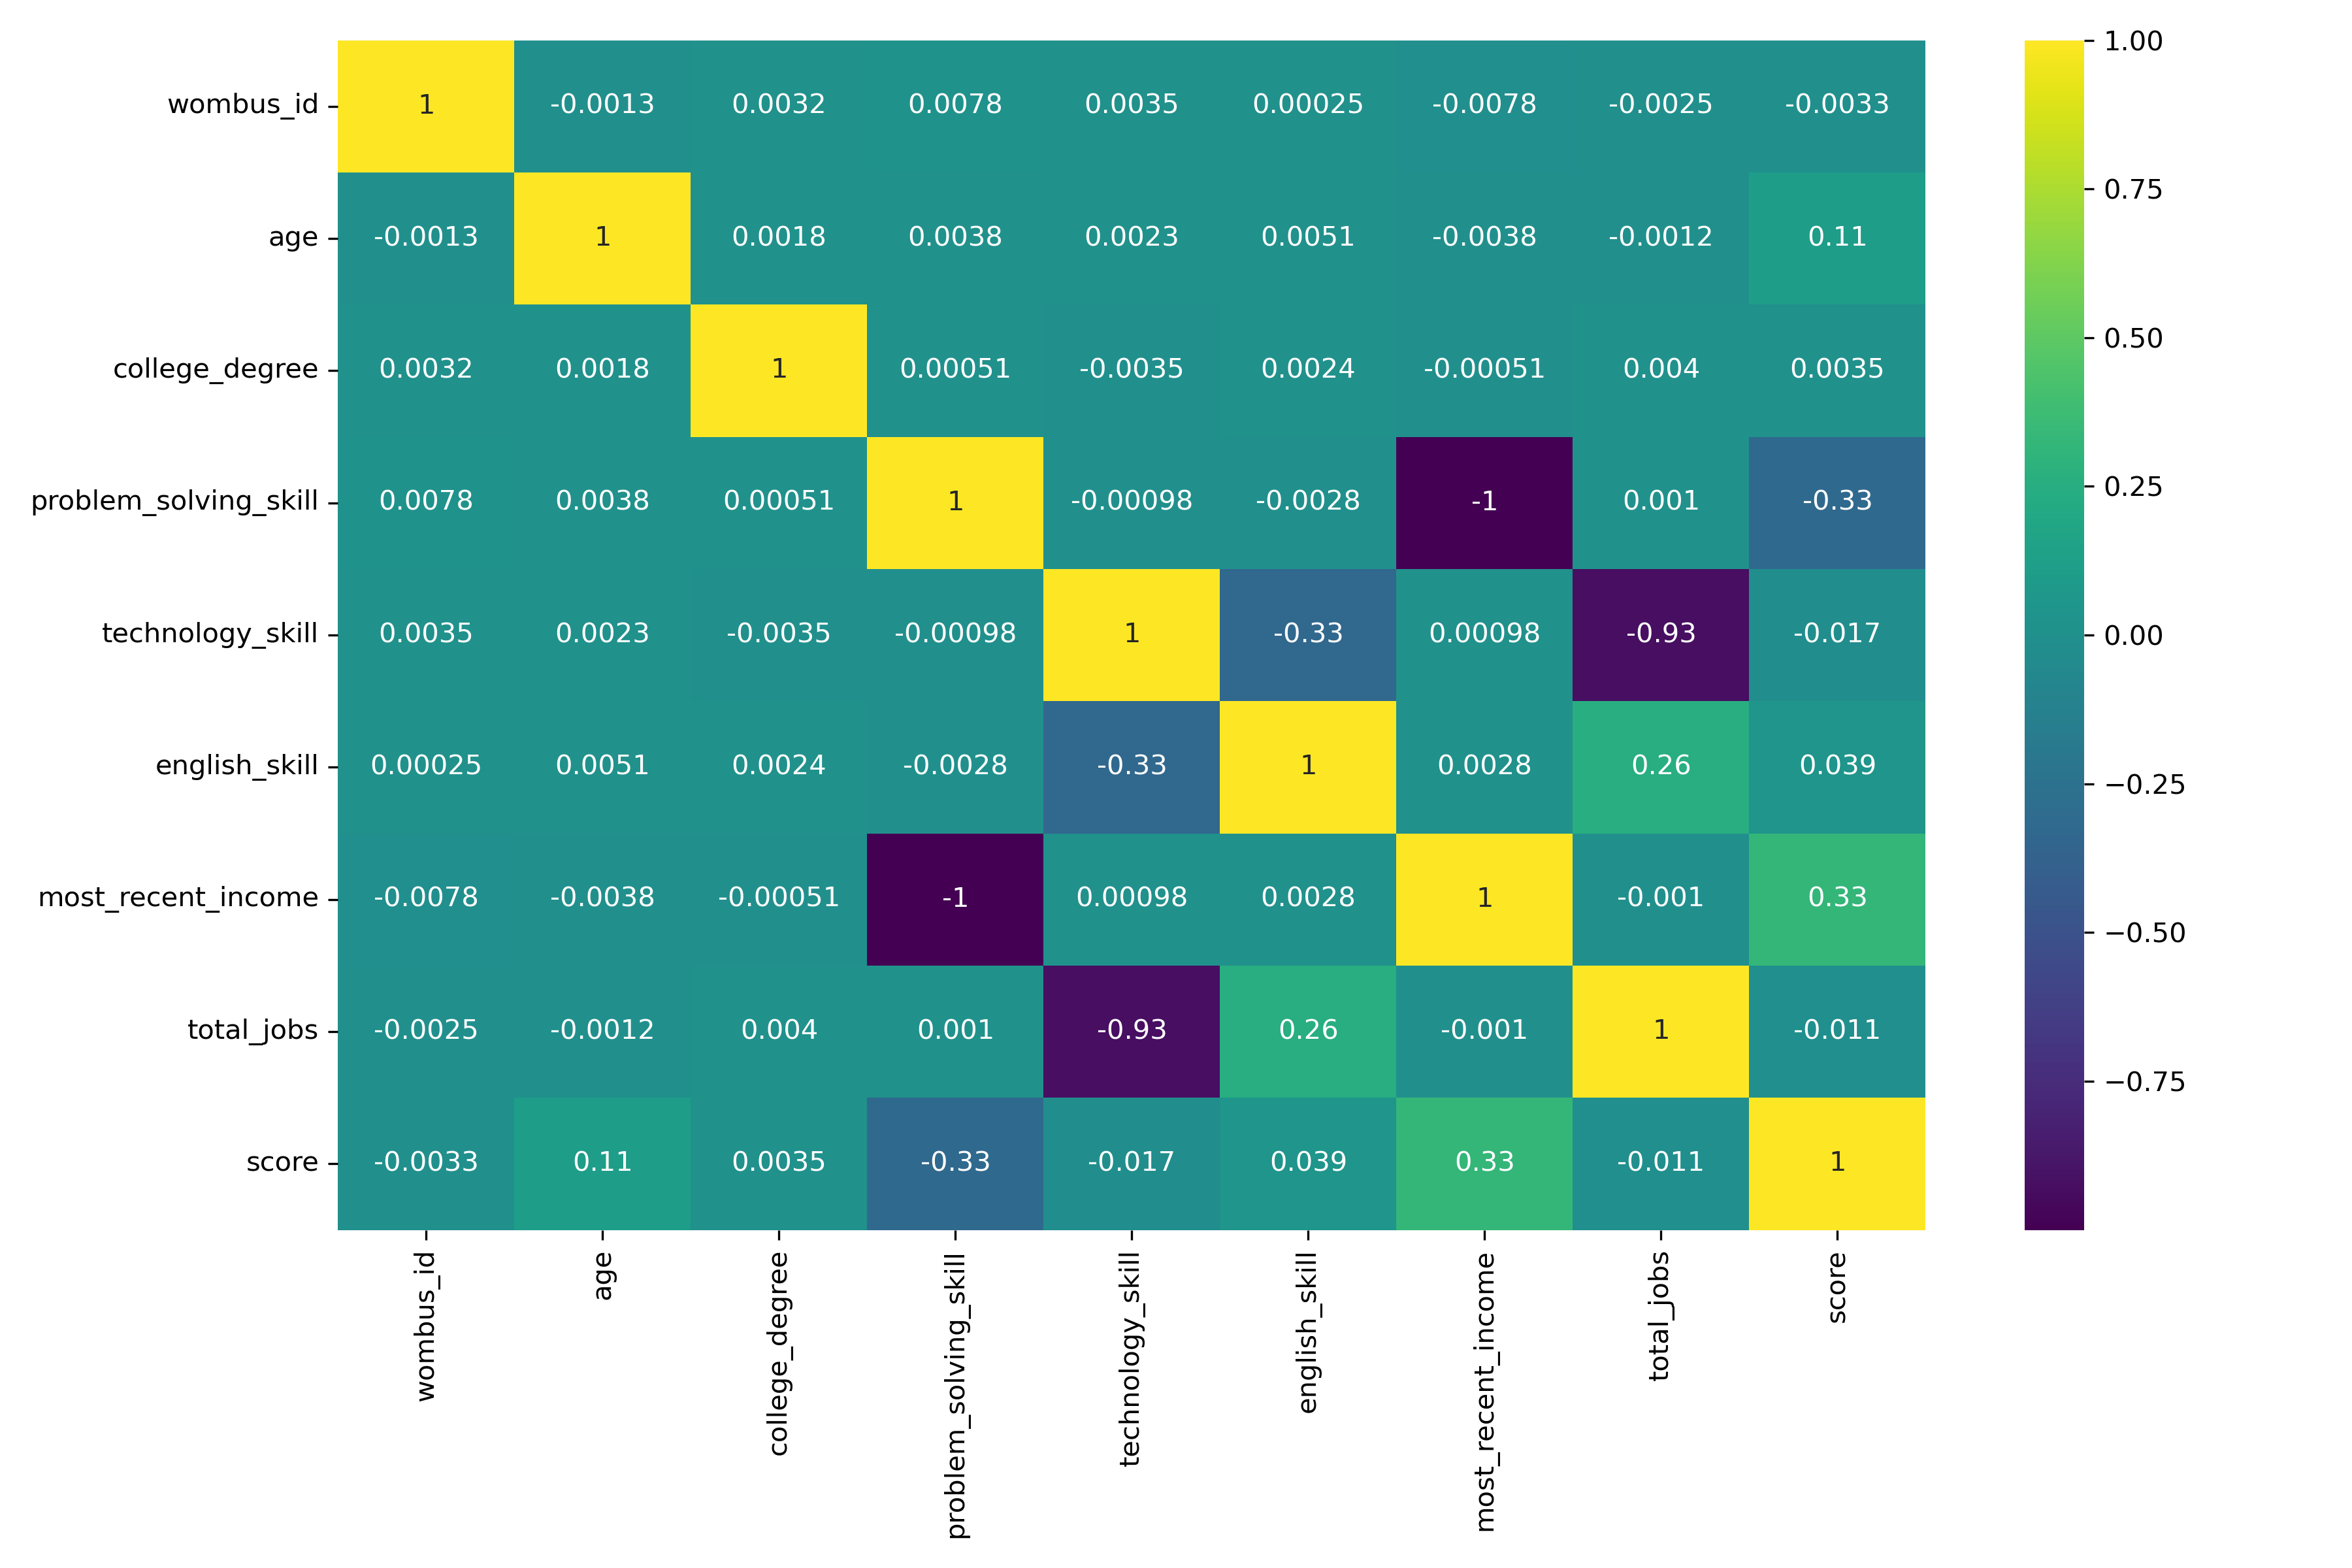 wombus_id 1 -0.0013 0.0032 0.0078 0.0035 0.00025 -0.0078 -0.0025 -0.0033
age -0.0013 1 0.0018 0.0038 0.0023 0.0051 -0.0038 -0.0012 0.11
college_degree 0.0032 0.0018 1 0.00051 -0.0035 0.0024 -0.00051 0.004 0.0035
problem_solving_skill 0.0078 0.0038 0.00051 1 -0.00098 -0.0028 -1 0.001 -0.33
technology_skill 0.0035 0.0023 -0.0035 -0.00098 1 -0.33 0.00098 -0.93 -0.017
english_skill 0.00025 0.0051 0.0024 -0.0028 -0.33 1 0.0028 0.26 0.039
most_recent_income -0.0078 -0.0038 -0.00051 -1 0.00098 0.0028 1 -0.001 0.33
total_jobs -0.0025 -0.0012 0.004 0.001 -0.93 0.26 -0.001 1 -0.011
score -0.0033 0.11 0.0035 -0.33 -0.017 0.039 0.33 -0.011 1
wombus_id
age
college_degree
problem_solving_skill
technology_skill
english_skill
most_recent_income
total_jobs
score
1.00
0.75
0.50
0.25
0.00
−0.25
−0.50
−0.75